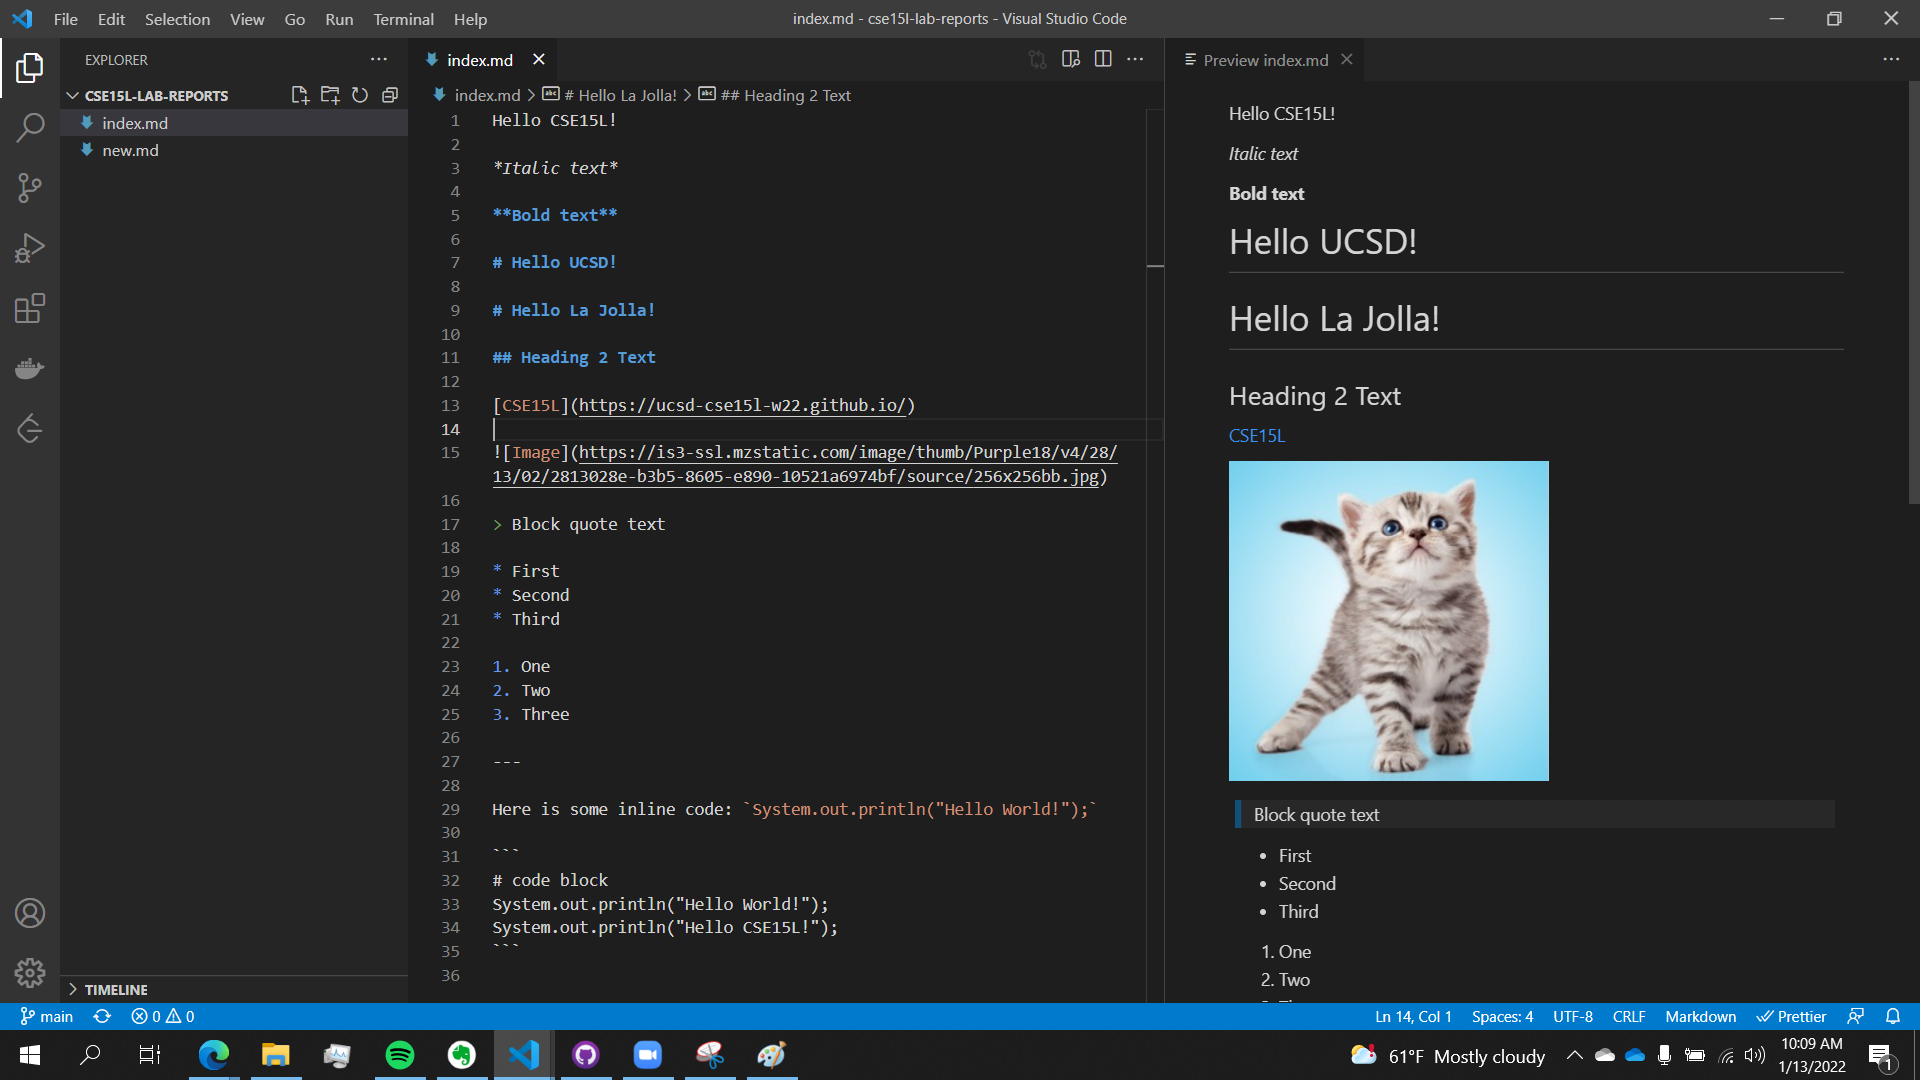 File Edit Selection View Go Run Terminal Help
index.md - cse15l-lab-reports - Visual Studio Code
EXPLORER
CSE15L-LAB-REPORTS
index.md
new.md
TIMELINE
index.md
index.md > # Hello La Jolla! > ## Heading 2 Text
1 Hello CSE15L!
2
3 *Italic text*
4
5 **Bold text**
6
7 # Hello UCSD!
8
9 # Hello La Jolla!
10
11 ## Heading 2 Text
12
13 [CSE15L](https://ucsd-cse15l-w22.github.io/)
14
15 ![Image](https://is3-ssl.mzstatic.com/image/thumb/Purple18/v4/28/
13/02/2813028e-b3b5-8605-e890-10521a6974bf/source/256x256bb.jpg)
16
17 > Block quote text
18
19 * First
20 * Second
21 * Third
22
23 1. One
24 2. Two
25 3. Three
26
27 ---
28
29 Here is some inline code: `System.out.println("Hello World!");`
30
31 ```
32 # code block
33 System.out.println("Hello World!");
34 System.out.println("Hello CSE15L!");
35 ```
36
Preview index.md
Hello CSE15L!
Italic text
Bold text
Hello UCSD!
Hello La Jolla!
Heading 2 Text
CSE15L
Block quote text
• First
• Second
• Third
1. One
2. Two
main 0 0
Ln 14, Col 1 Spaces: 4 UTF-8 CRLF Markdown Prettier
61°F Mostly cloudy
10:09 AM
1/13/2022
1